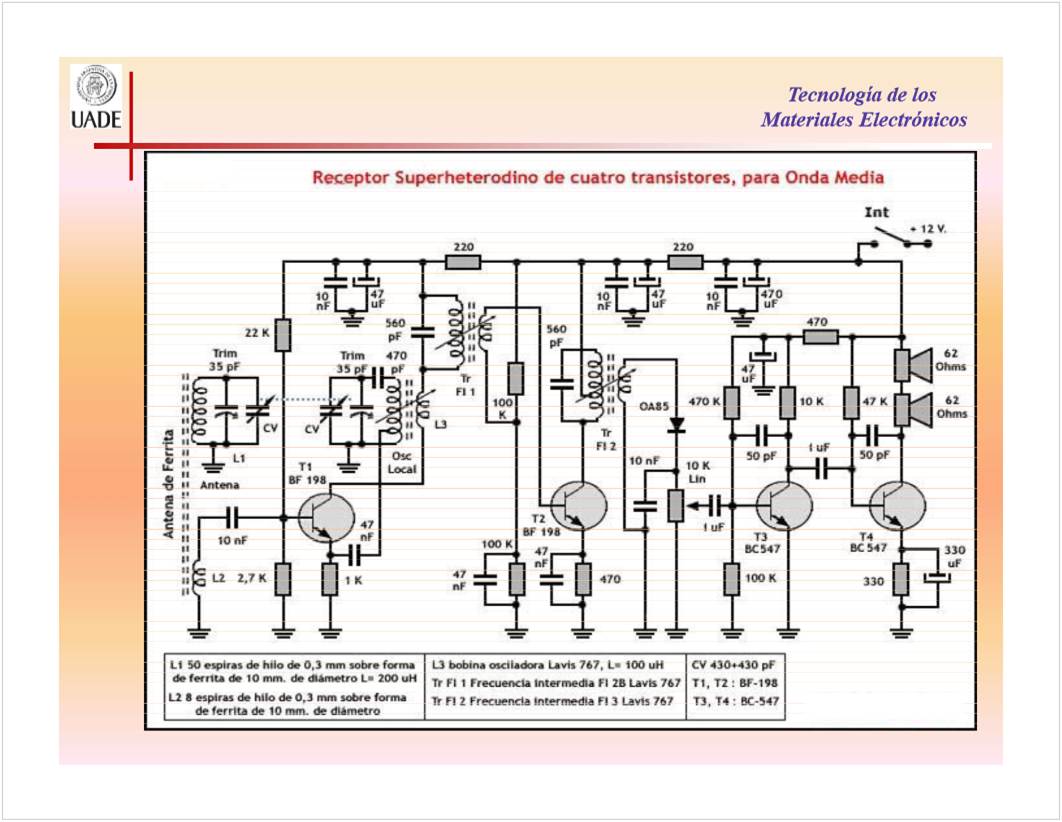 UADE
Tecnología de los
Materiales Electrónicos
Receptor Superheterodino de cuatro transistores, para Onda Media
Int
+ 12 V.
220
220
10
nF
47
uF
10
nF
47
uF
10
nF
470
uF
22 K
560
pF
560
pF
470
Trim
35 pF
Trim
35 pF
470
pF
Tr
FI 1
100
K
Tr
FI 2
OA85
47
uF
470 K
10 K
47 K
62
Ohms
62
Ohms
CV
CV
L3
50 pF
1 uF
50 pF
L1
Antena
Osc
Local
10 nF
10 K
Lin
Antena de Ferrita
T1
BF 198
10 nF
47
nF
T2
BF 198
1 uF
T3
BC547
T4
BC547
L2
2,7 K
1 K
100 K
47
nF
47
nF
470
100 K
330
330
uF
L1 50 espiras de hilo de 0,3 mm sobre forma
de ferrita de 10 mm. de diámetro L= 200 uH
L2 8 espiras de hilo de 0,3 mm sobre forma
de ferrita de 10 mm. de diámetro
L3 bobina osciladora Lavis 767, L= 100 uH
Tr FI 1 Frecuencia Intermedia FI 2B Lavis 767
Tr FI 2 Frecuencia Intermedia FI 3 Lavis 767
CV 430+430 pF
T1, T2 : BF-198
T3, T4 : BC-547